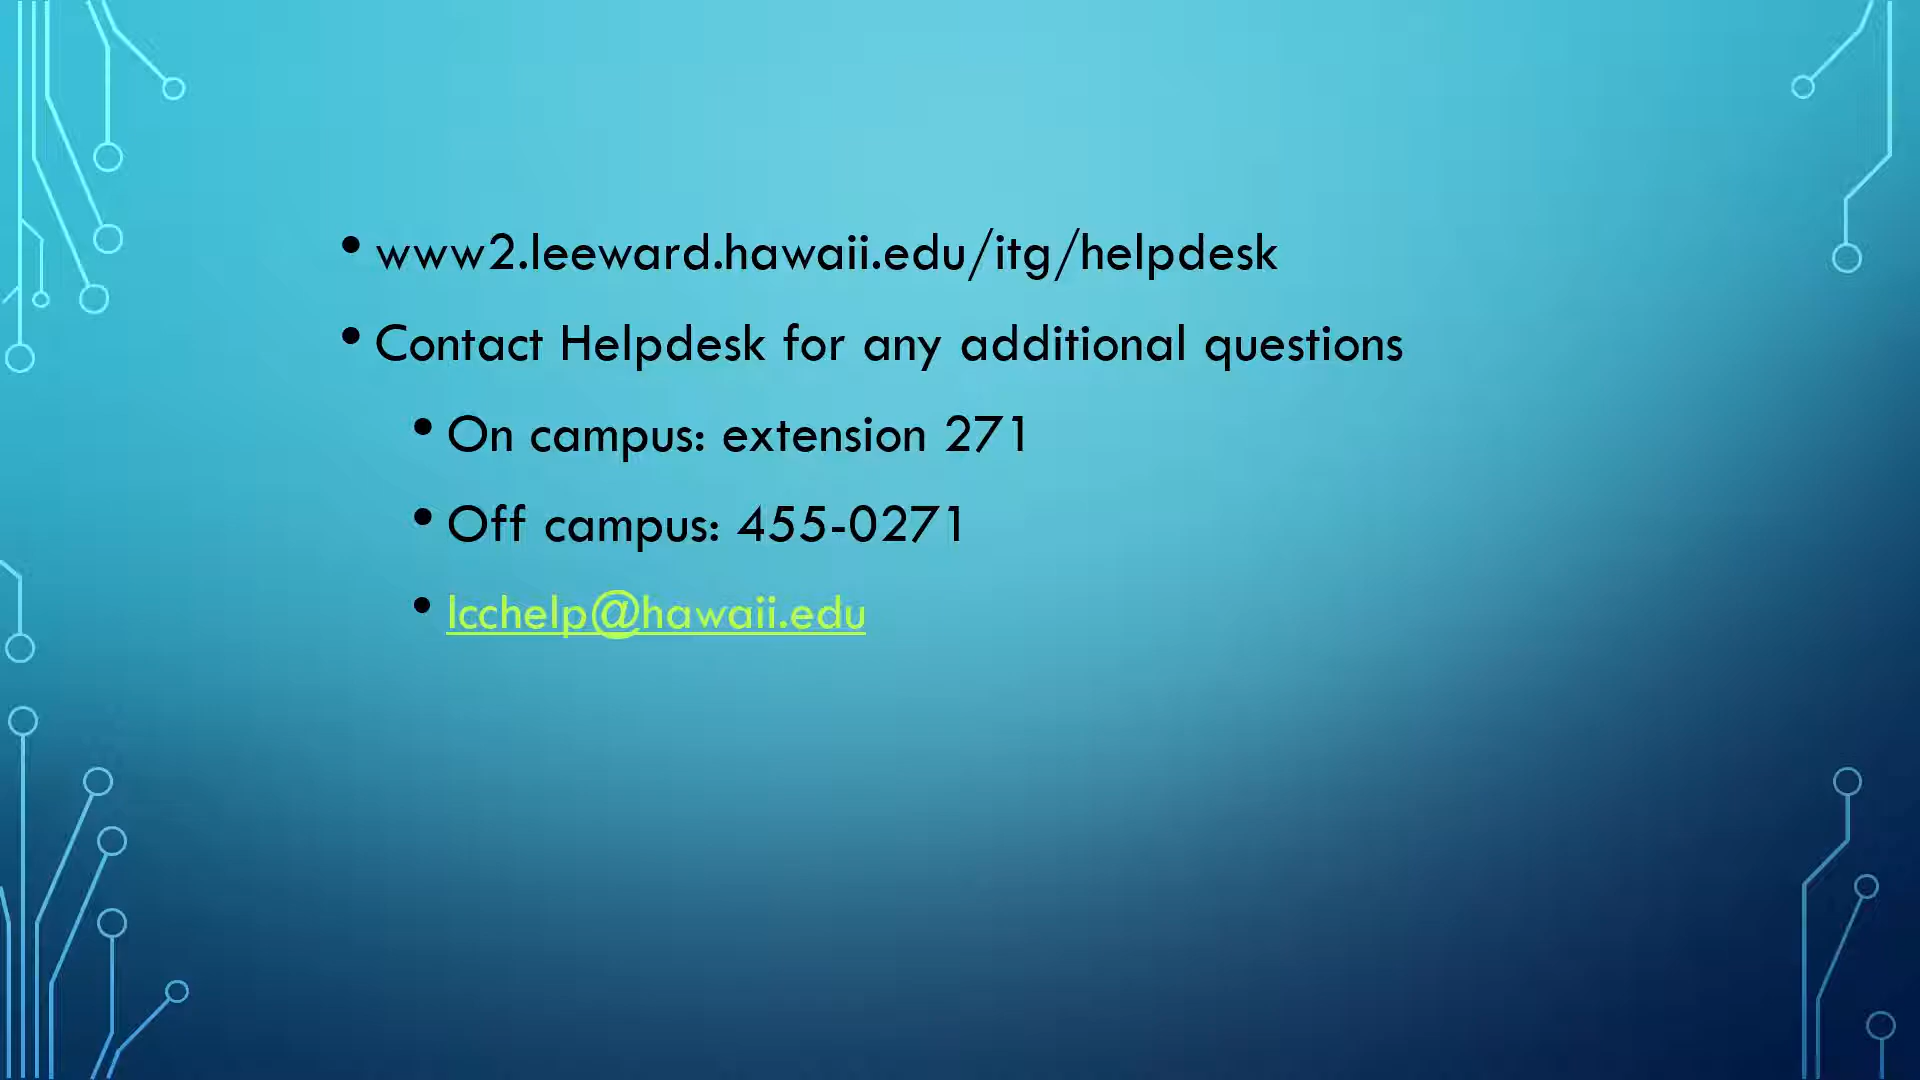 • www2.leeward.hawaii.edu/itg/helpdesk
• Contact Helpdesk for any additional questions
• On campus: extension 271
• Off campus: 455-0271
• lcchelp@hawaii.edu